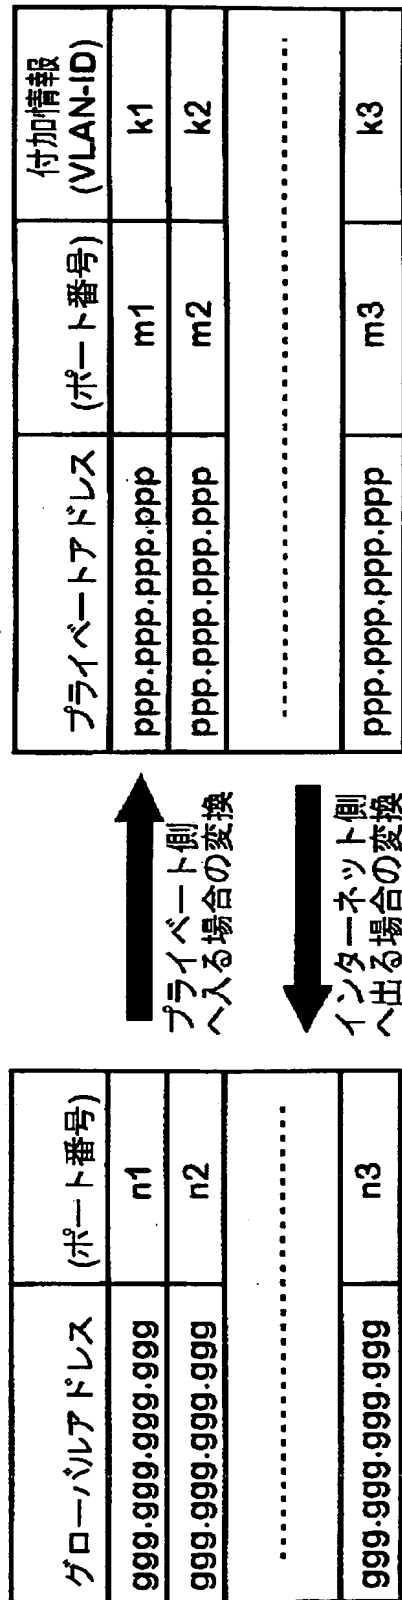 グローバルアドレス (ポート番号)
ggg.ggg.ggg.ggg n1
ggg.ggg.ggg.ggg n2
ggg.ggg.ggg.ggg n3
プライベート側
へ入る場合の変換
インターネット側
へ出る場合の変換
プライベートアドレス (ポート番号) 付加情報
(VLAN-ID)
ppp.ppp.ppp.ppp m1 k1
ppp.ppp.ppp.ppp m2 k2
ppp.ppp.ppp.ppp m3 k3